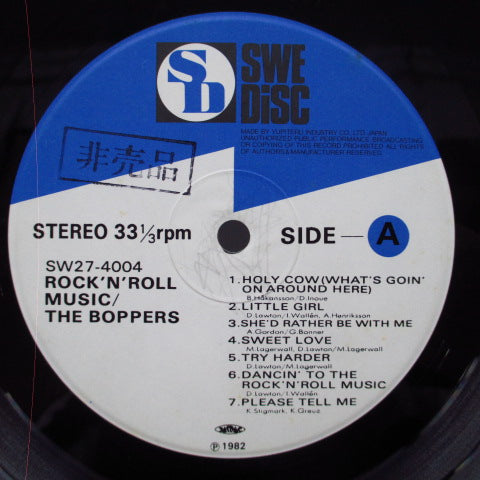 SD
SWE
DiSC
MADE BY YUPITERU INDUSTRY CO.,LTD.JAPAN
UNAUTHORIZED PUBLIC PERFORMANCE BROADCASTING
OR COPYING OF THIS RECORD PROHIBITED ALL RIGHTS
OF AUTHORS&MANUFACTURER RESERVED.
非売品
STEREO 33 1/3 rpm
SIDE — A
SW27-4004
ROCK'N'ROLL
MUSIC/
THE BOPPERS
1. HOLY COW (WHAT'S GOIN'
ON AROUND HERE)
B.Håkansson/D.Inoue
2. LITTLE GIRL
D.Lawton/I.Wallén, A.Henriksson
3. SHE'D RATHER BE WITH ME
A.Gordon/G.Bonner
4. SWEET LOVE
M.Lagerwall, D.Lawton/M.Lagerwall
5. TRY HARDER
D.Lawton/M.Lagerwall
6. DANCIN' TO THE
ROCK'N'ROLL MUSIC
D.Lawton/I.Wallén
7. PLEASE TELL ME
K.Stigmark, K.Greuz
℗ 1982